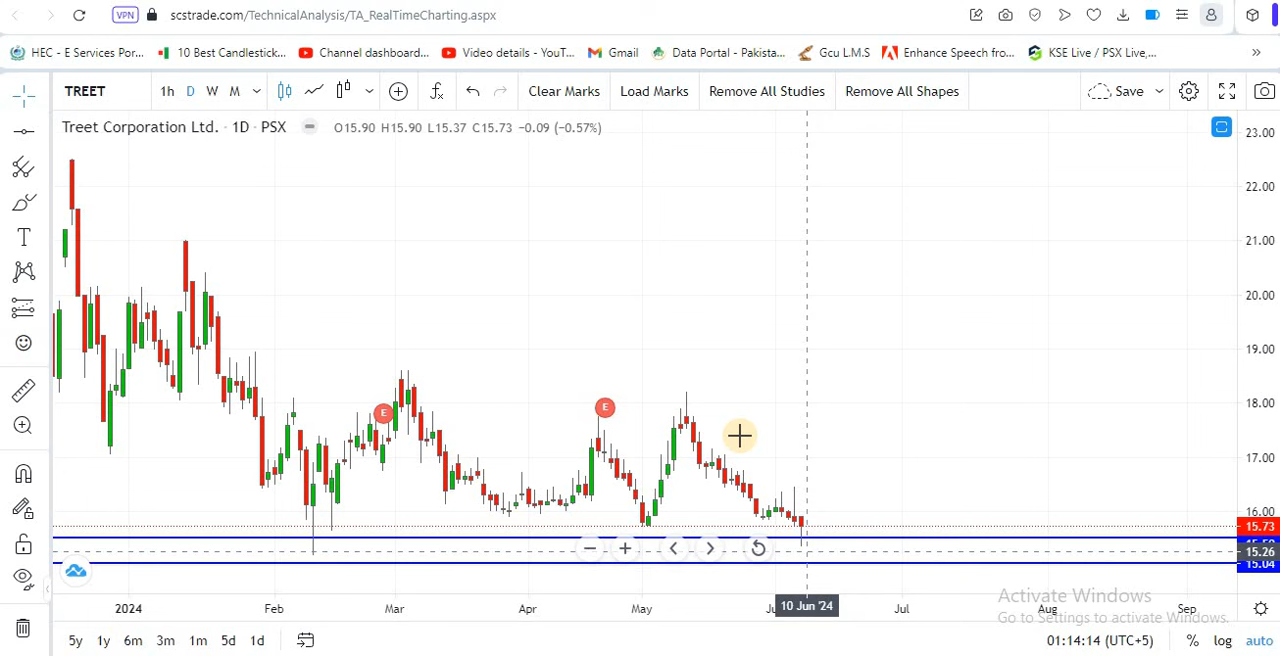 VPN scstrade.com/TechnicalAnalysis/TA_RealTimeCharting.aspx
HEC - E Services Por... 10 Best Candlestick... Channel dashboard... Video details - YouT... Gmail Data Portal - Pakista... Gcu L.M.S Enhance Speech fro... KSE Live / PSX Live,... »
TREET 1h D W M Clear Marks Load Marks Remove All Studies Remove All Shapes Save
Treet Corporation Ltd. · 1D · PSX O15.90 H15.90 L15.37 C15.73 −0.09 (−0.57%)
23.00
22.00
21.00
20.00
19.00
18.00
E E
17.00
16.00
15.73
15.26
15.04
2024 Feb Mar Apr May 10 Jun '24 Jul Aug Sep
Activate Windows
Go to Settings to activate Windows.
5y 1y 6m 3m 1m 5d 1d 01:14:14 (UTC+5) % log auto